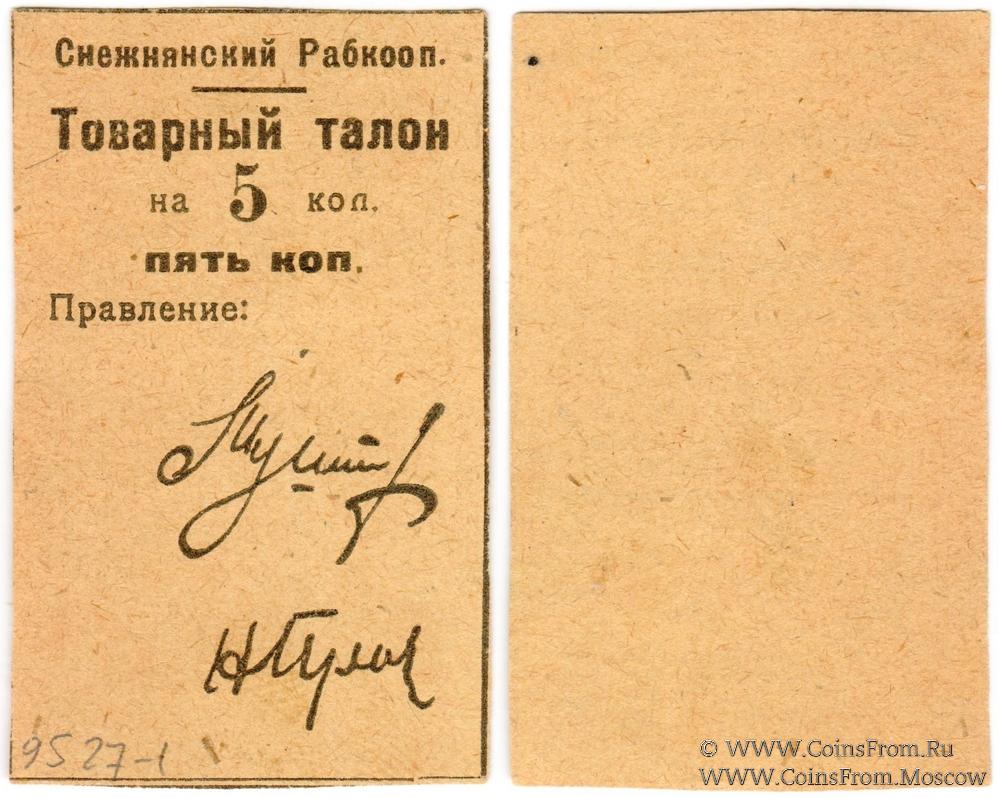 Снежнянский Рабкооп.
Товарный талон
на 5 коп.
пять коп.
Правление:
9527-1
© WWW.CoinsFrom.Ru
WWW.CoinsFrom.Moscow